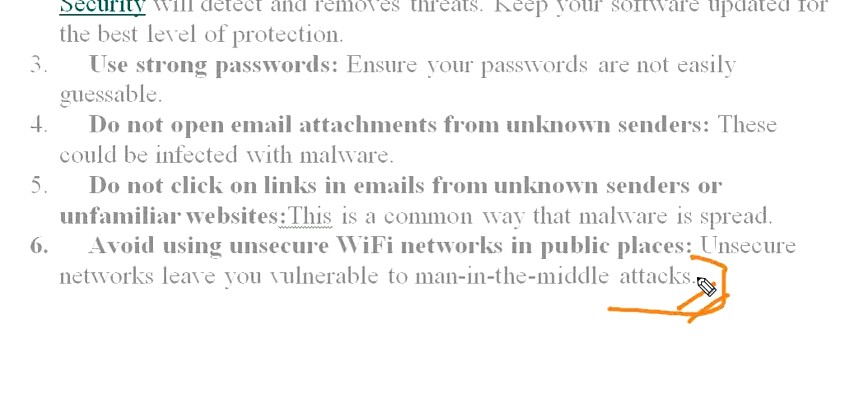 Security will detect and removes threats. Keep your software updated for
the best level of protection.
3. Use strong passwords: Ensure your passwords are not easily
guessable.
4. Do not open email attachments from unknown senders: These
could be infected with malware.
5. Do not click on links in emails from unknown senders or
unfamiliar websites:This is a common way that malware is spread.
6. Avoid using unsecure WiFi networks in public places: Unsecure
networks leave you vulnerable to man-in-the-middle attacks.